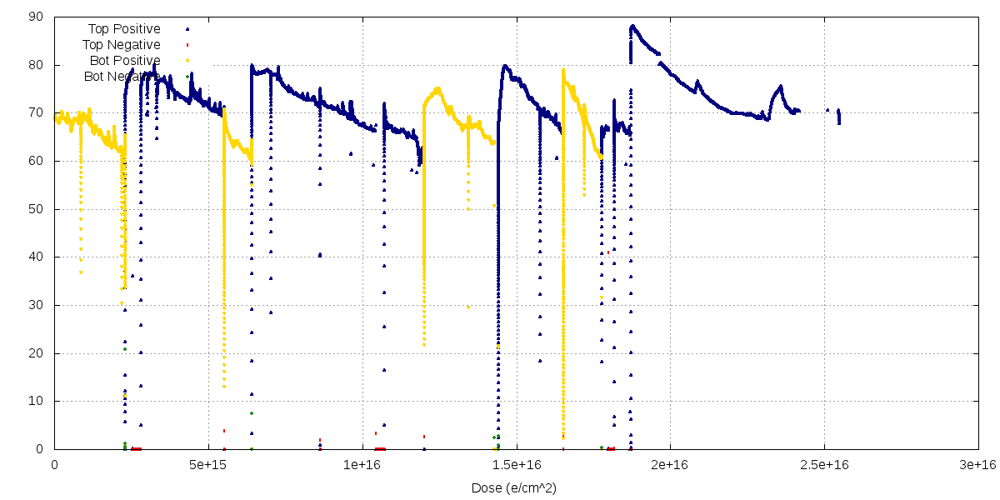 90
80
70
60
50
40
30
20
10
0
Top Positive
Top Negative
Bot Positive
Bot Negative
0 5e+15 1e+16 1.5e+16 2e+16 2.5e+16 3e+16
Dose (e/cm^2)